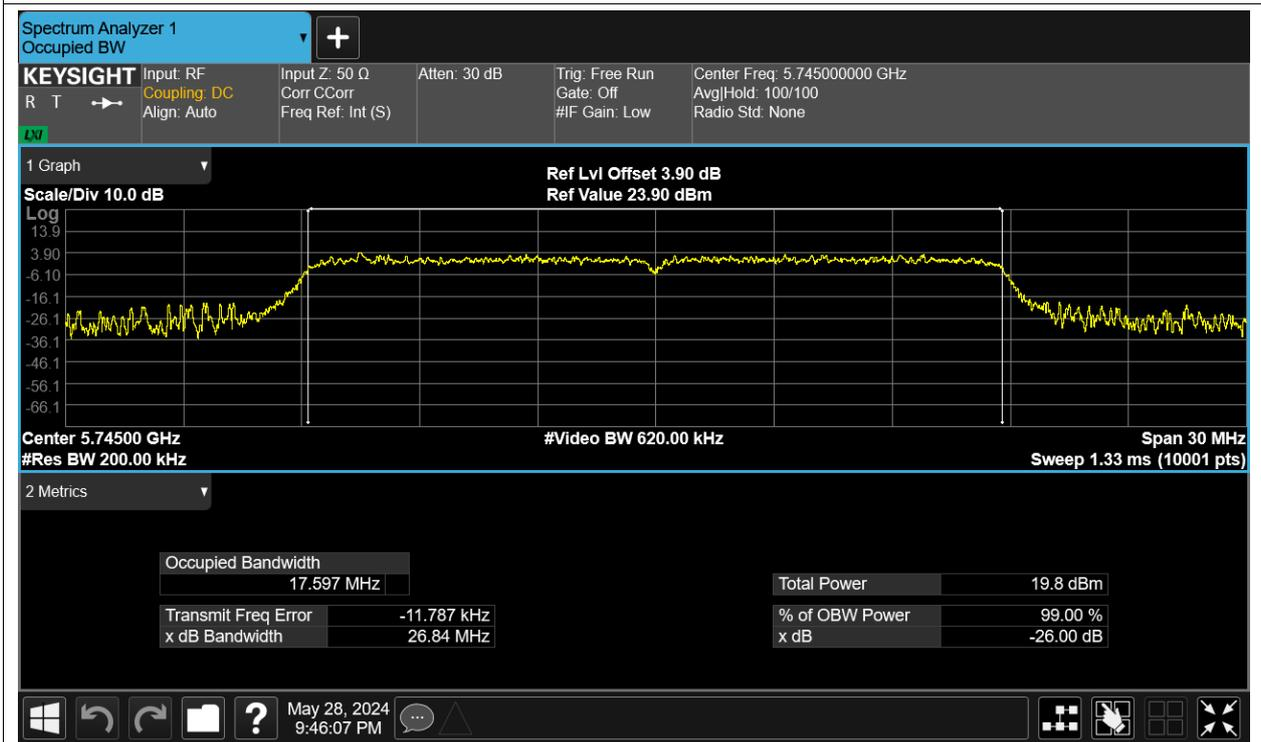 Spectrum Analyzer 1
Occupied BW
+
KEYSIGHT
R T
LXI
Input: RF
Coupling: DC
Align: Auto
Input Z: 50 Ω
Corr CCorr
Freq Ref: Int (S)
Atten: 30 dB
Trig: Free Run
Gate: Off
#IF Gain: Low
Center Freq: 5.745000000 GHz
Avg|Hold: 100/100
Radio Std: None
1 Graph
Scale/Div 10.0 dB
Ref Lvl Offset 3.90 dB
Ref Value 23.90 dBm
Log
13.9
3.90
-6.10
-16.1
-26.1
-36.1
-46.1
-56.1
-66.1
Center 5.74500 GHz
#Res BW 200.00 kHz
#Video BW 620.00 kHz
Span 30 MHz
Sweep 1.33 ms (10001 pts)
2 Metrics
Occupied Bandwidth
17.597 MHz
Transmit Freq Error -11.787 kHz
x dB Bandwidth 26.84 MHz
Total Power 19.8 dBm
% of OBW Power 99.00 %
x dB -26.00 dB
?
May 28, 2024
9:46:07 PM